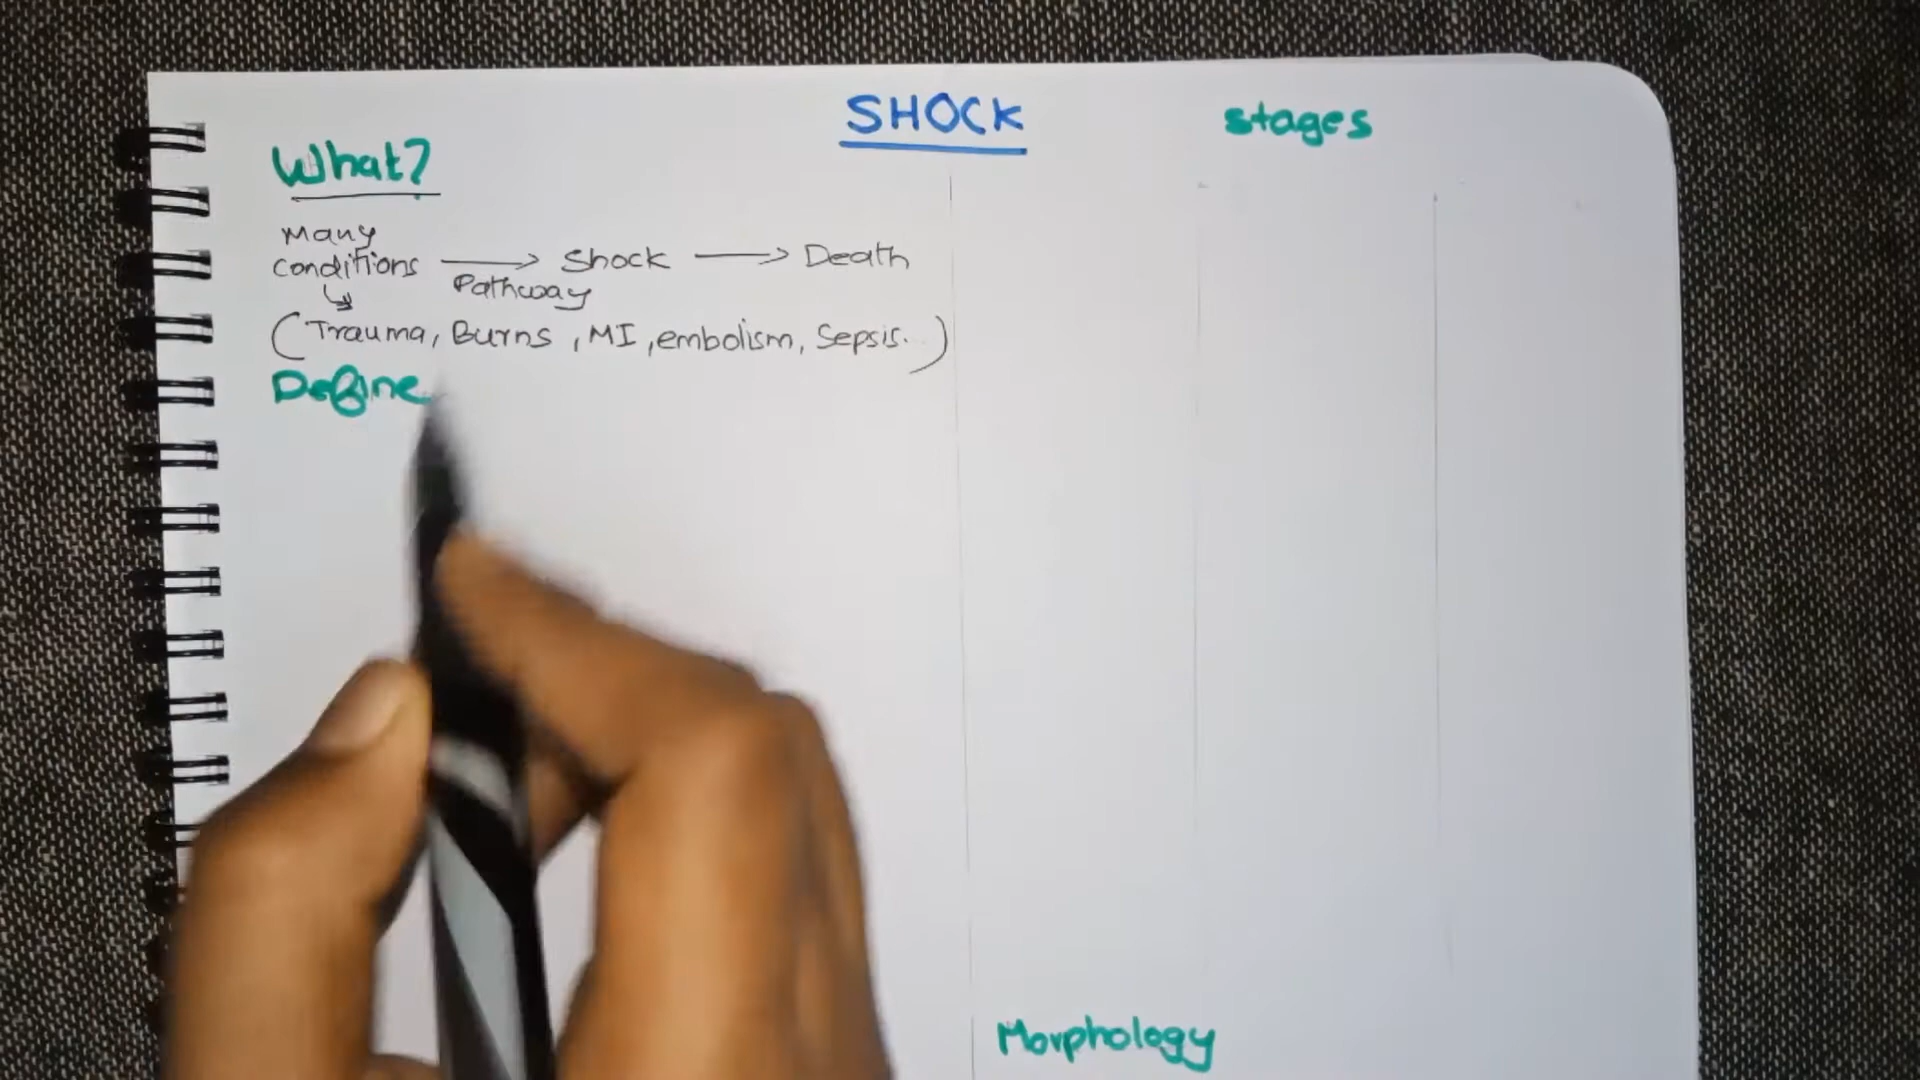 SHOCK
stages
What?
Many
conditions → Shock → Death
Pathway
(Trauma, Burns, MI, embolism, Sepsis..)
Define
Morphology